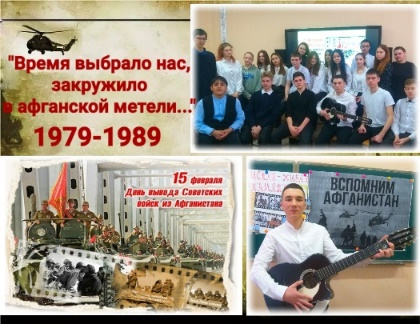 "Время выбрало нас,
закружило
в афганской метели..."
1979-1989
15 февраля
День вывода Советских
войск из Афганистана
ВСПОМНИМ
АФГАНИСТАН